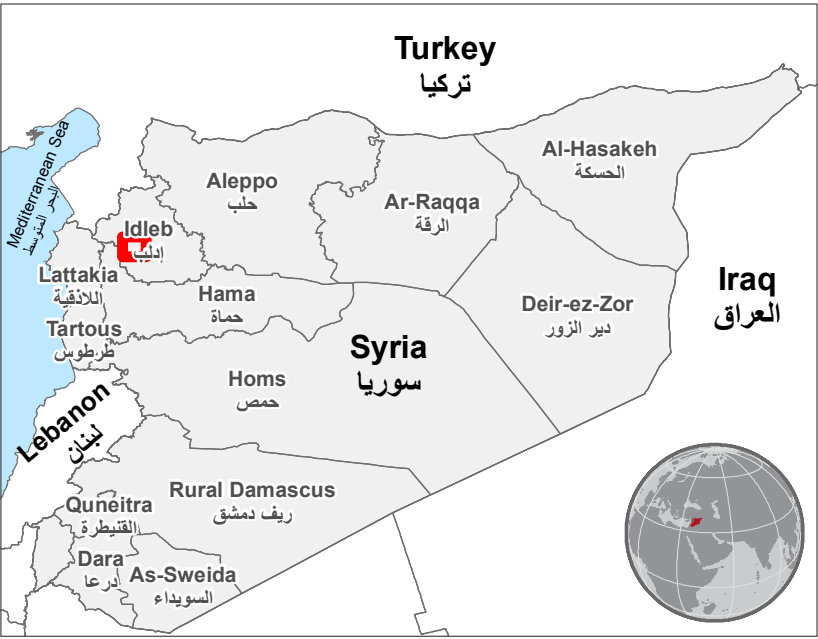 Turkey
تركيا
Mediterranean Sea
البحر المتوسط
Al-Hasakeh
الحسكة
Aleppo
حلب
Ar-Raqqa
الرقة
Idleb
إدلب
Lattakia
اللاذقية
Hama
حماة
Deir-ez-Zor
دير الزور
Iraq
العراق
Tartous
طرطوس
Syria
سوريا
Homs
حمص
Lebanon
لبنان
Rural Damascus
ريف دمشق
Quneitra
القنيطرة
Dara
درعا
As-Sweida
السويداء